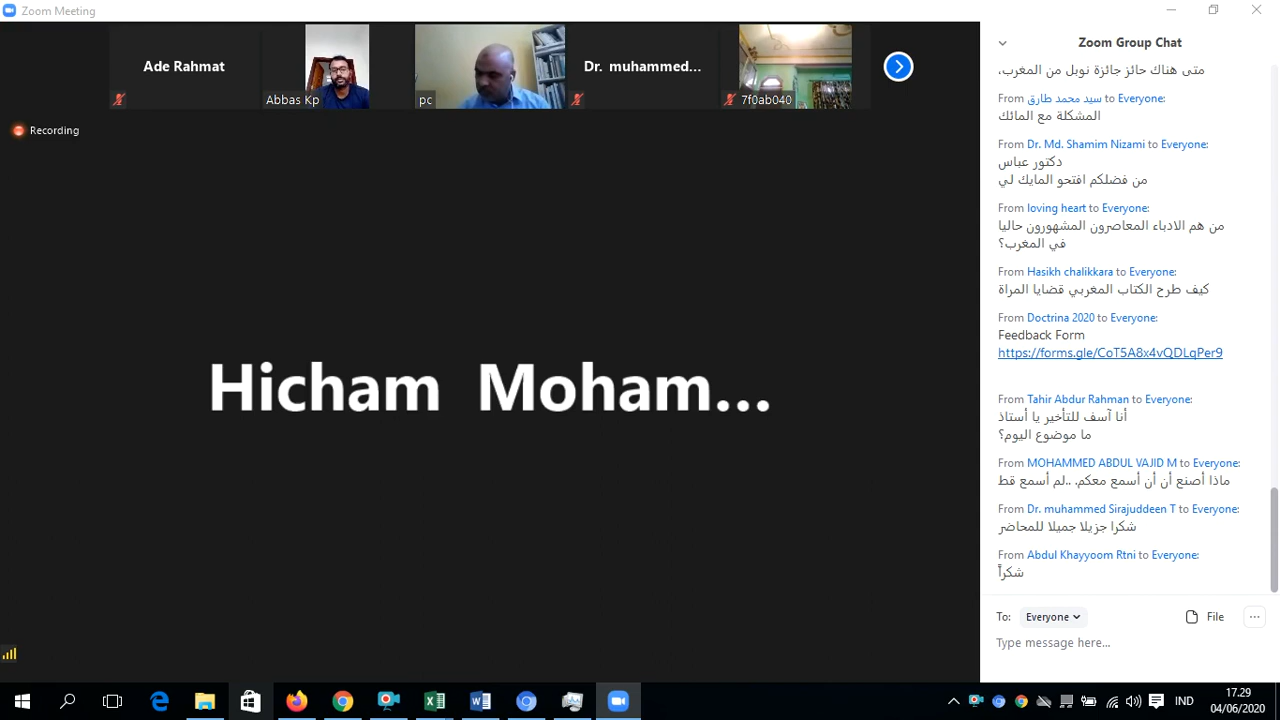 Zoom Meeting
Ade Rahmat
Abbas Kp
pc
Dr. muhammed...
7f0ab040
Recording
Hicham Moham...
Zoom Group Chat
متى هناك حائز جائزة نوبل من المغرب،
From سيد محمد طارق to Everyone:
المشكلة مع المائك
From Dr. Md. Shamim Nizami to Everyone:
دكتور عباس
من فضلكم افتحو المايك لي
From loving heart to Everyone:
من هم الادباء المعاصرون المشهورون حاليا
في المغرب؟
From Hasikh chalikkara to Everyone:
كيف طرح الكتاب المغربي قضايا المراة
From Doctrina 2020 to Everyone:
Feedback Form
https://forms.gle/CoT5A8x4vQDLqPer9
From Tahir Abdur Rahman to Everyone:
أنا آسف للتأخير يا أستاذ
ما موضوع اليوم؟
From MOHAMMED ABDUL VAJID M to Everyone:
ماذا أصنع أن أن أسمع معكم. ..لم أسمع قط
From Dr. muhammed Sirajuddeen T to Everyone:
شكرا جزيلا جميلا للمحاضر
From Abdul Khayyoom Rtni to Everyone:
شكراً
To: Everyone
File
Type message here...
IND
17.29
04/06/2020